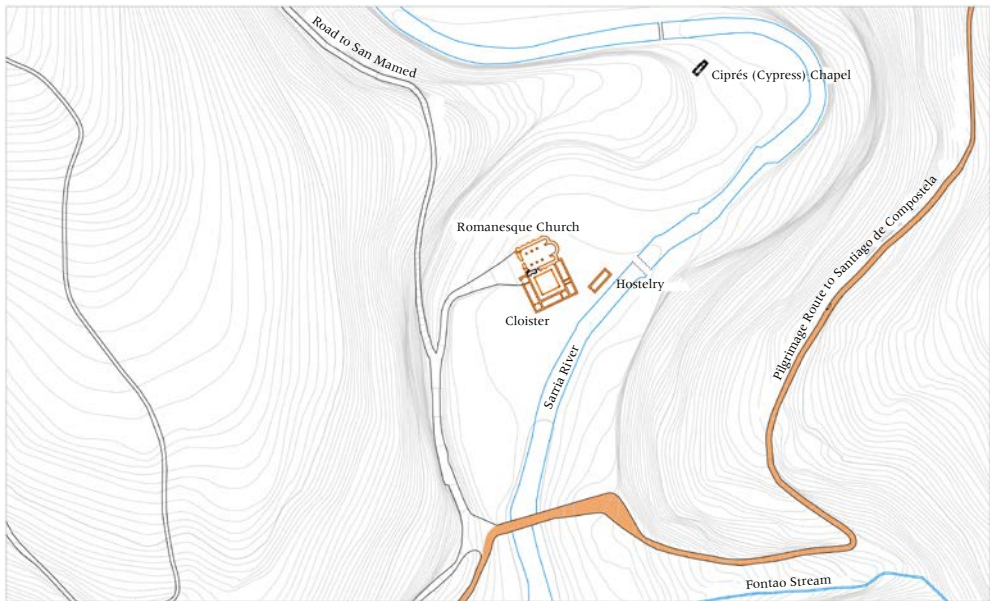 Road to San Mamed
Ciprés (Cypress) Chapel
Pilgrimage Route to Santiago de Compostela
Romanesque Church
Hostelry
Cloister
Sarria River
Fontao Stream